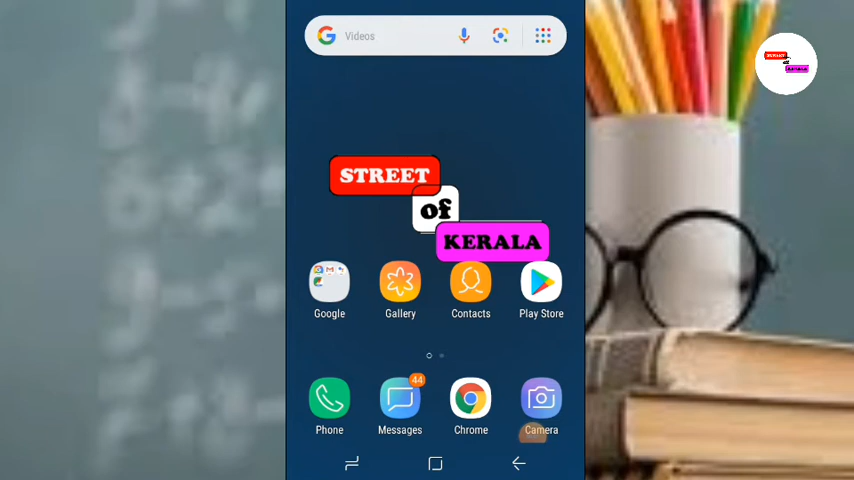 Videos
STREET
of
KERALA
Google
Gallery
Contacts
Play Store
44
Phone
Messages
Chrome
Camera